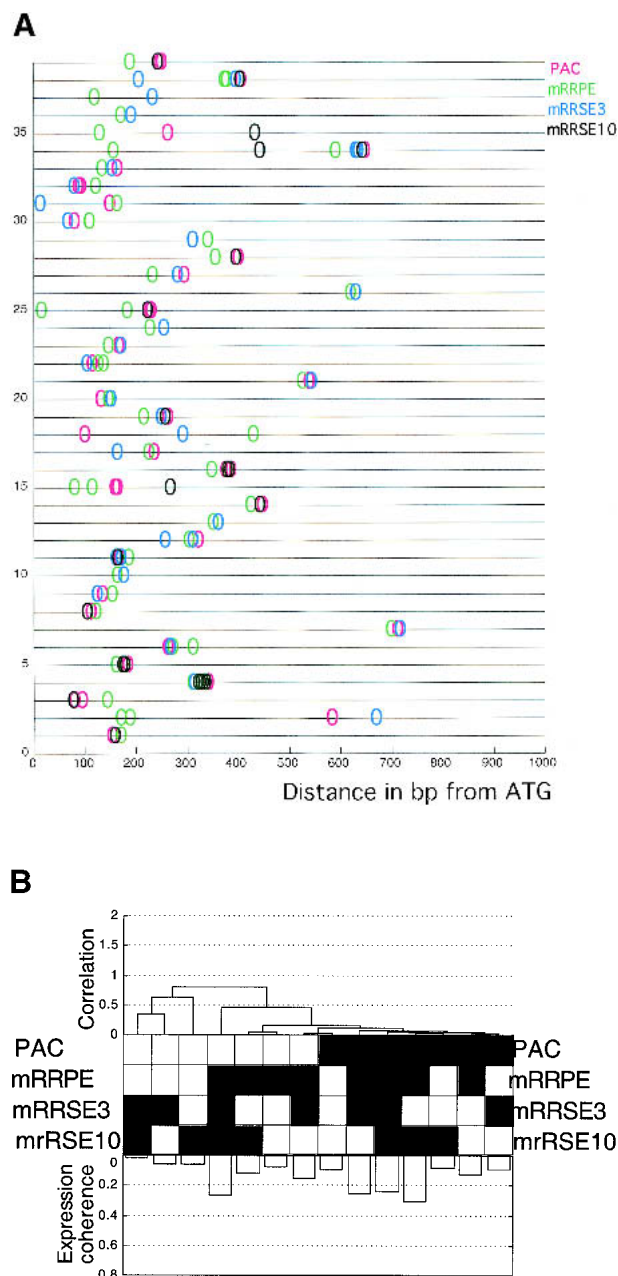 A
PAC
mRRPE
mRRSE3
mRRSE10
35
30
25
20
15
10
5
0
0 100 200 300 400 500 600 700 800 900 1000
Distance in bp from ATG
B
Correlation
2
1.5
1
0.5
0
PAC PAC
mRRPE mRRPE
mRRSE3 mRRSE3
mrRSE10 mrRSE10
Expression
coherence
0
0.2
0.4
0.6
0.8